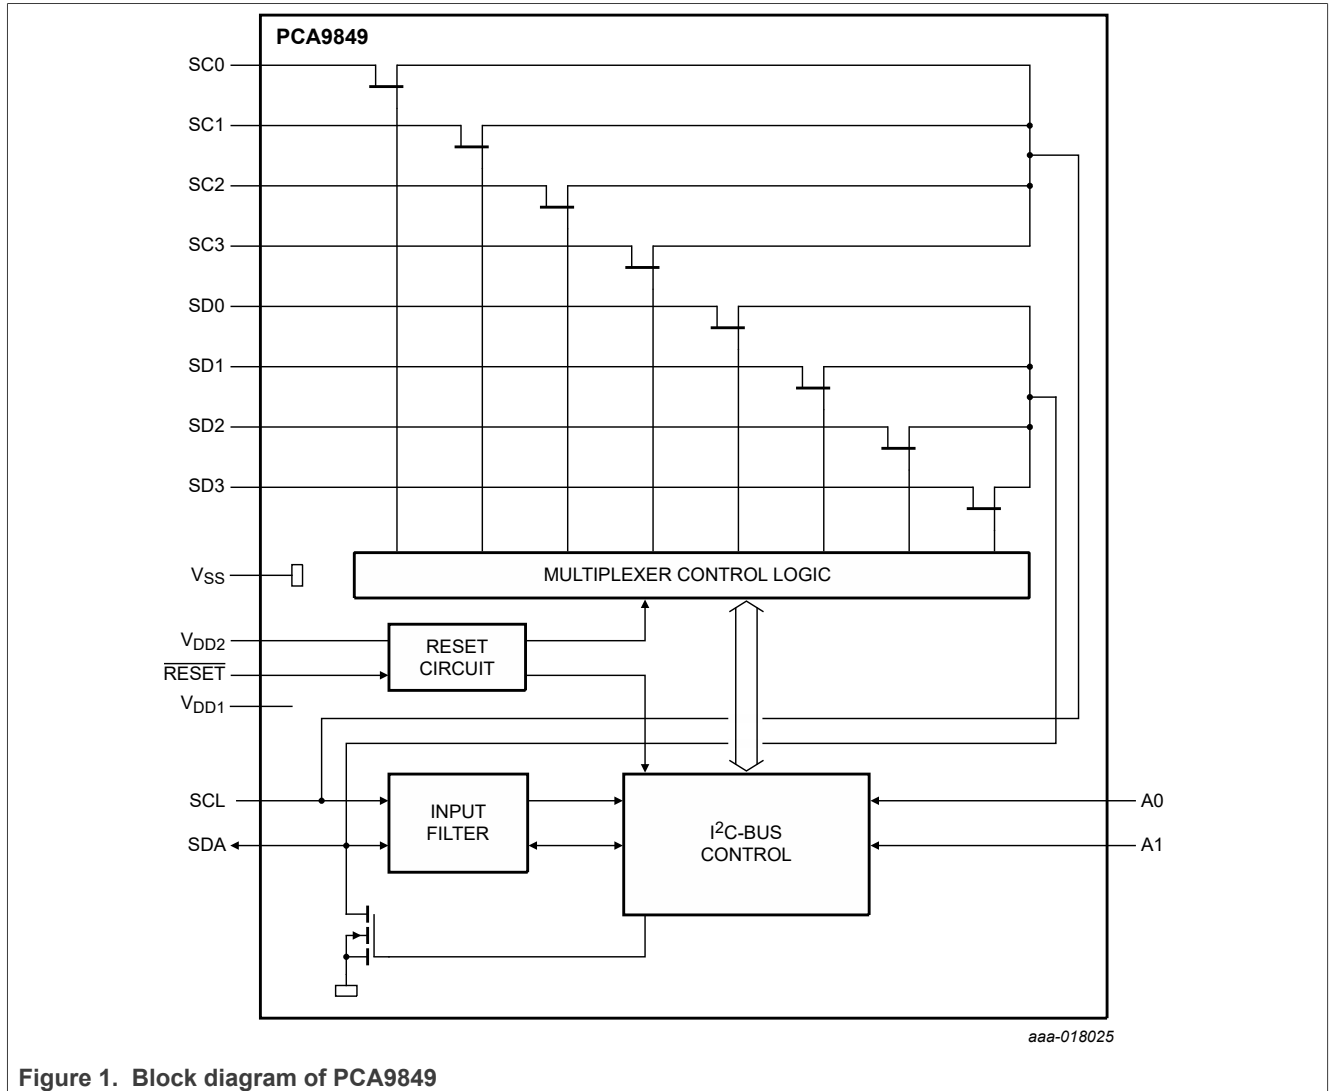 PCA9849
SC0
SC1
SC2
SC3
SD0
SD1
SD2
SD3
VSS
MULTIPLEXER CONTROL LOGIC
VDD2
RESET
CIRCUIT
RESET
VDD1
SCL
INPUT
FILTER
SDA
I2C-BUS
CONTROL
A0
A1
aaa-018025
Figure 1. Block diagram of PCA9849